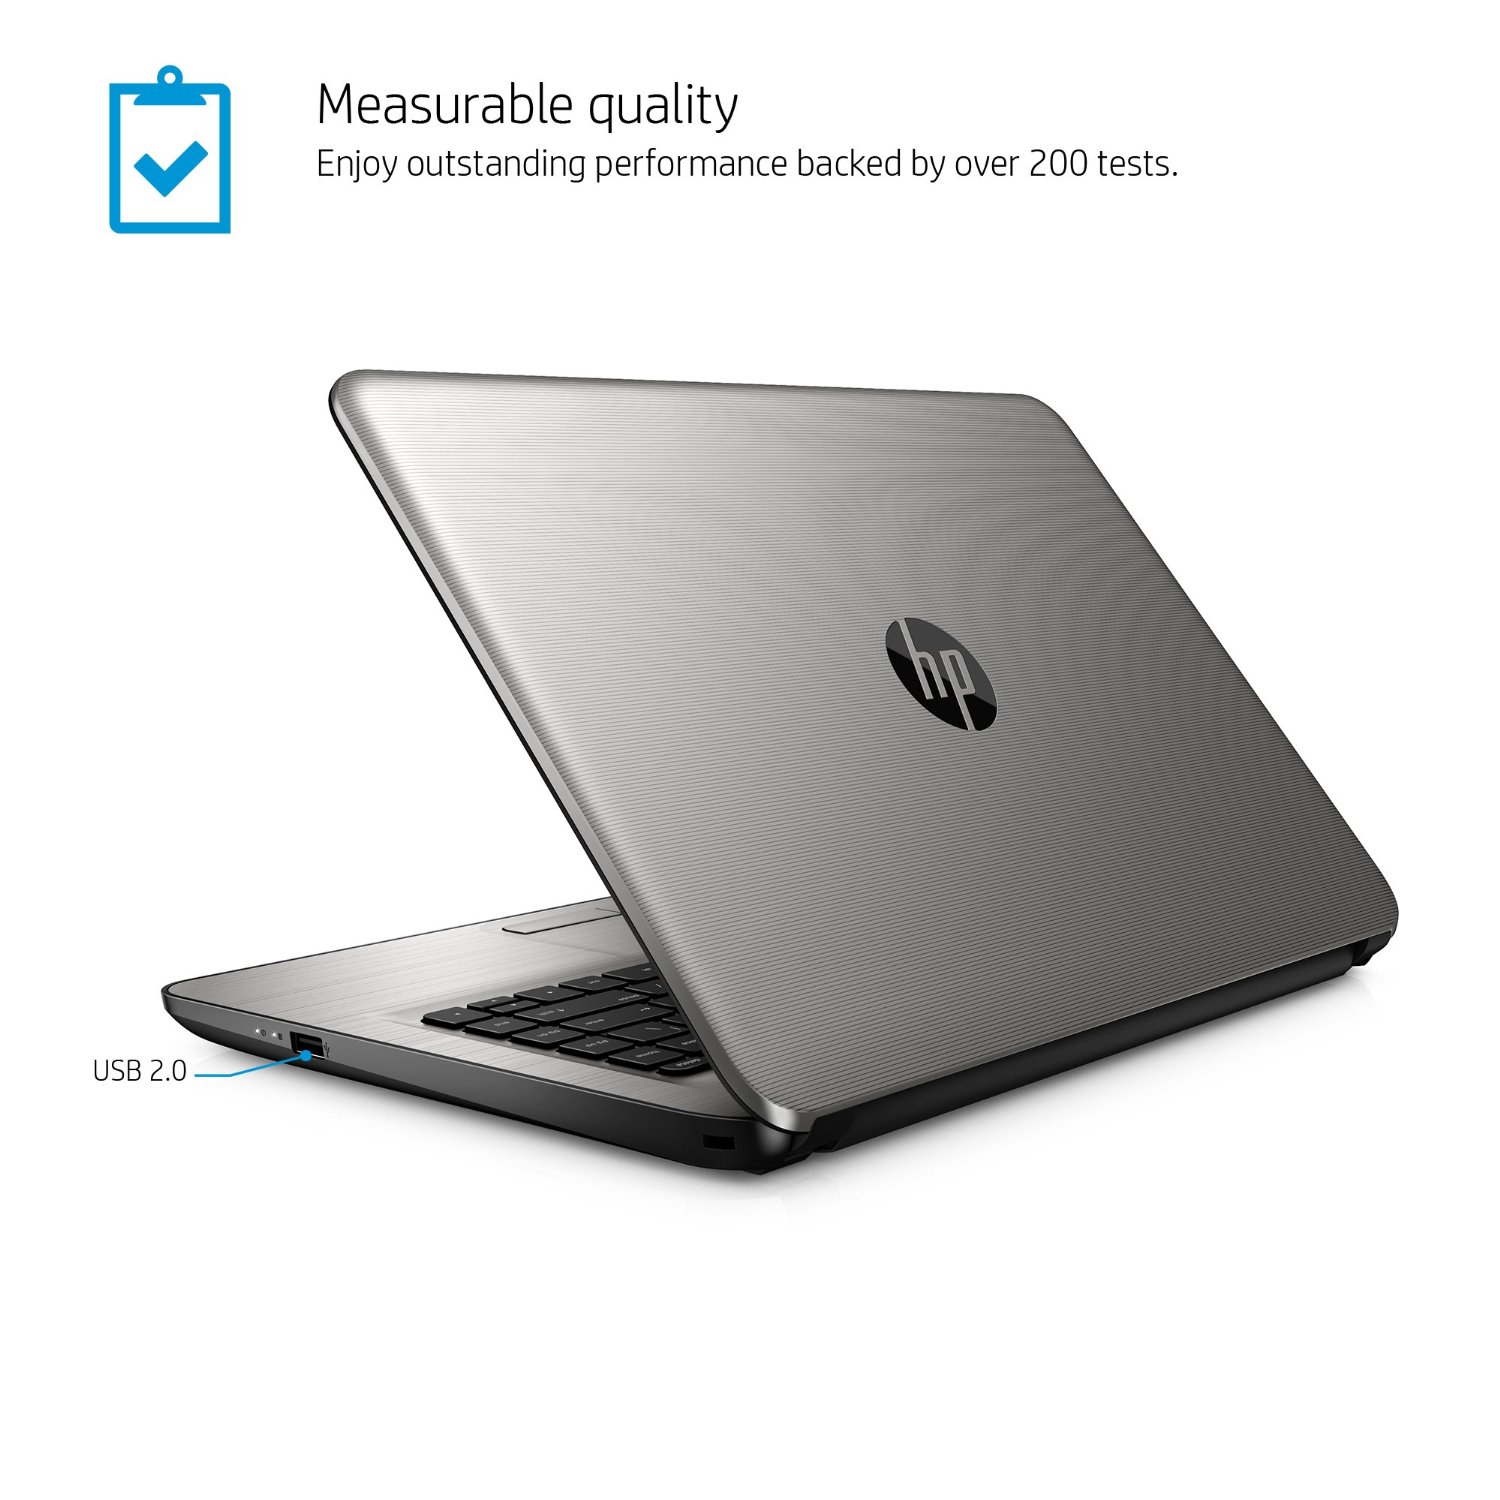 Measurable quality
Enjoy outstanding performance backed by over 200 tests.
hp
USB 2.0